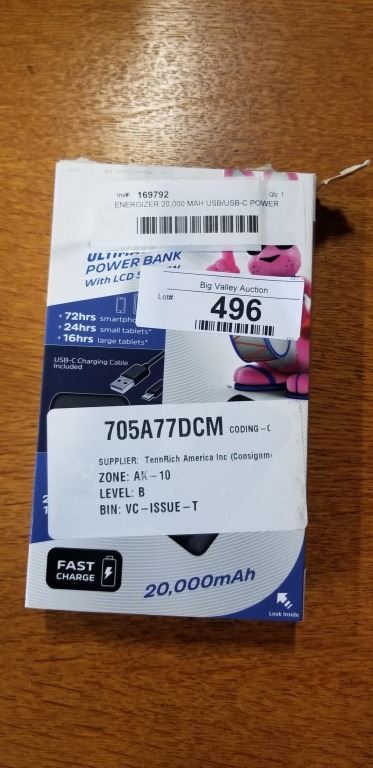 Inv#: 169792 Qty: 1
ENERGIZER 20,000 MAH USB/USB-C POWER
POWER BANK
With LCD
Big Valley Auction
Lot#: 496
• 72hrs
• 24hrs small tablets*
• 16hrs large tablets*
USB-C Charging Cable
Included
705A77DCM CODING-C
SUPPLIER: TennRich America Inc (Consignm
ZONE: AK-10
LEVEL: B
BIN: VC-ISSUE-T
FAST
CHARGE
20,000mAh
Look Inside